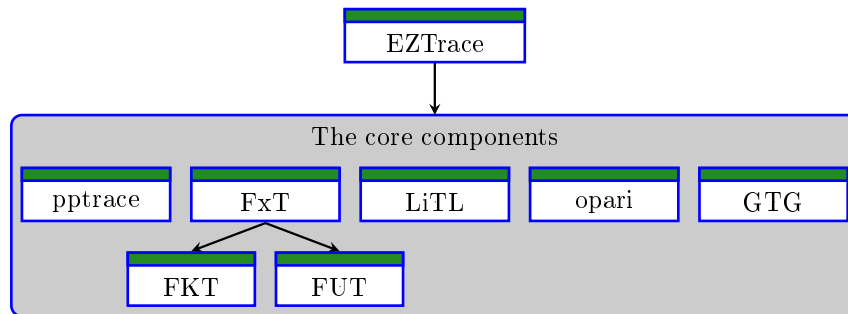 EZTrace
The core components
pptrace FxT LiTL opari GTG
FKT FUT